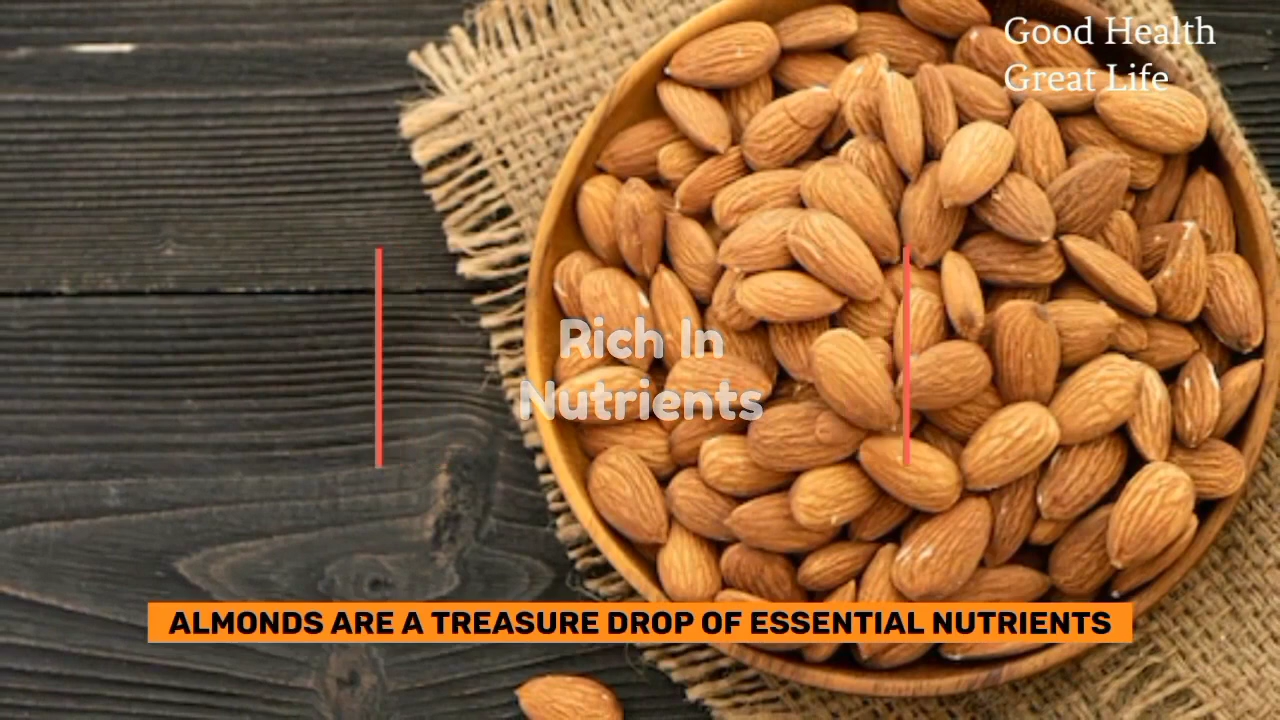 Good Health
Great Life
Rich In
Nutrients
ALMONDS ARE A TREASURE DROP OF ESSENTIAL NUTRIENTS